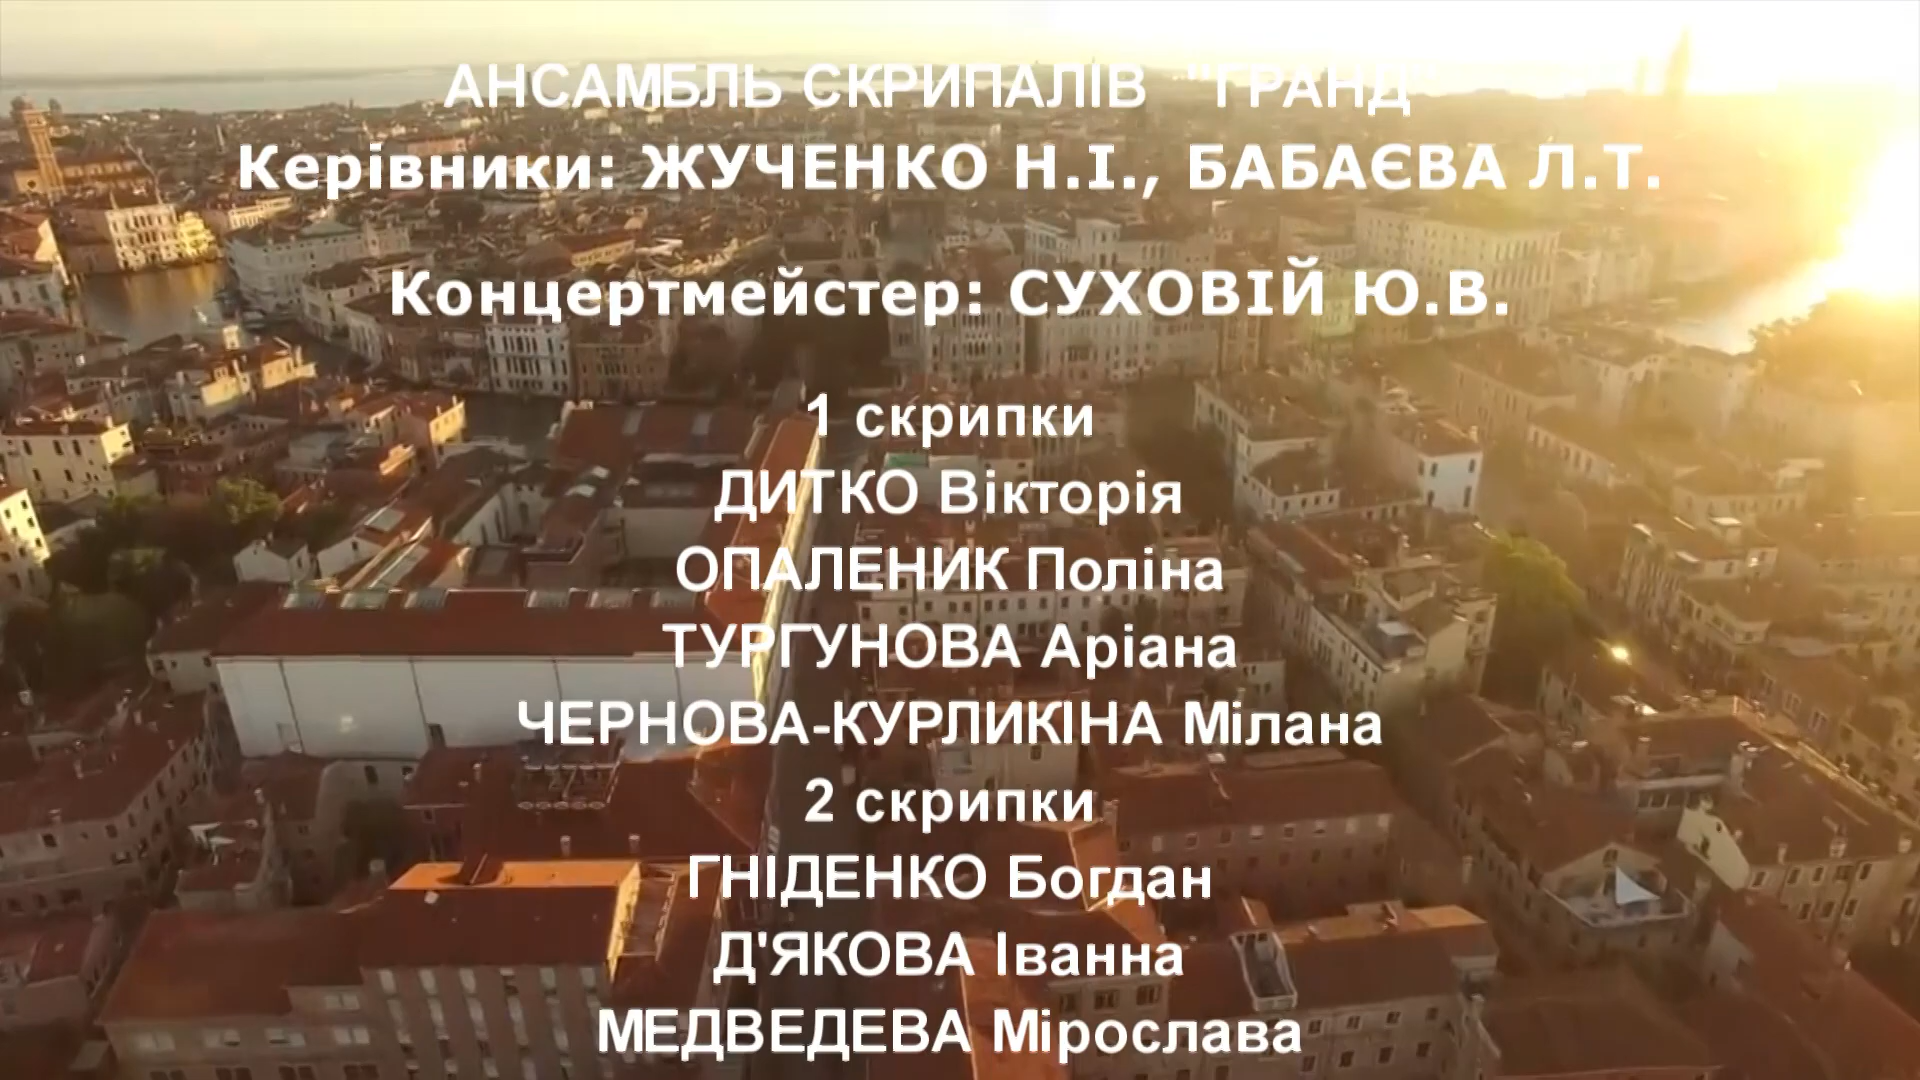 АНСАМБЛЬ СКРИПАЛІВ "ГРАНД"
Керівники: ЖУЧЕНКО Н.І., БАБАЄВА Л.Т.
Концертмейстер: СУХОВІЙ Ю.В.
1 скрипки
ДИТКО Вікторія
ОПАЛЕНИК Поліна
ТУРГУНОВА Аріана
ЧЕРНОВА-КУРЛИКІНА Мілана
2 скрипки
ГНІДЕНКО Богдан
Д'ЯКОВА Іванна
МЕДВЕДЕВА Мірослава